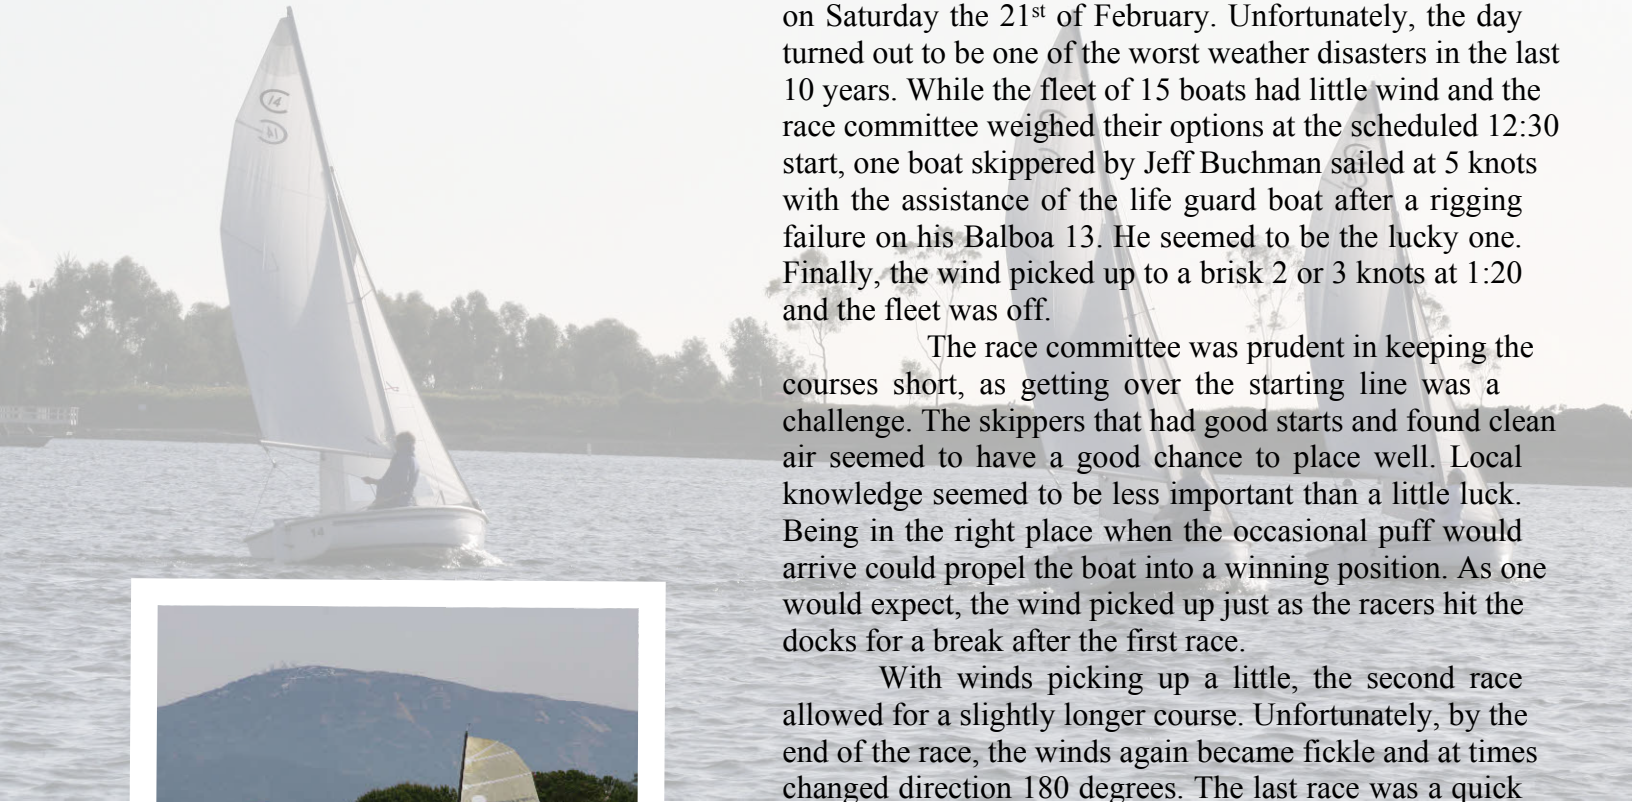 14
14
14
on Saturday the 21st of February. Unfortunately, the day
turned out to be one of the worst weather disasters in the last
10 years. While the fleet of 15 boats had little wind and the
race committee weighed their options at the scheduled 12:30
start, one boat skippered by Jeff Buchman sailed at 5 knots
with the assistance of the life guard boat after a rigging
failure on his Balboa 13. He seemed to be the lucky one.
Finally, the wind picked up to a brisk 2 or 3 knots at 1:20
and the fleet was off.
The race committee was prudent in keeping the
courses short, as getting over the starting line was a
challenge. The skippers that had good starts and found clean
air seemed to have a good chance to place well. Local
knowledge seemed to be less important than a little luck.
Being in the right place when the occasional puff would
arrive could propel the boat into a winning position. As one
would expect, the wind picked up just as the racers hit the
docks for a break after the first race.
With winds picking up a little, the second race
allowed for a slightly longer course. Unfortunately, by the
end of the race, the winds again became fickle and at times
changed direction 180 degrees. The last race was a quick